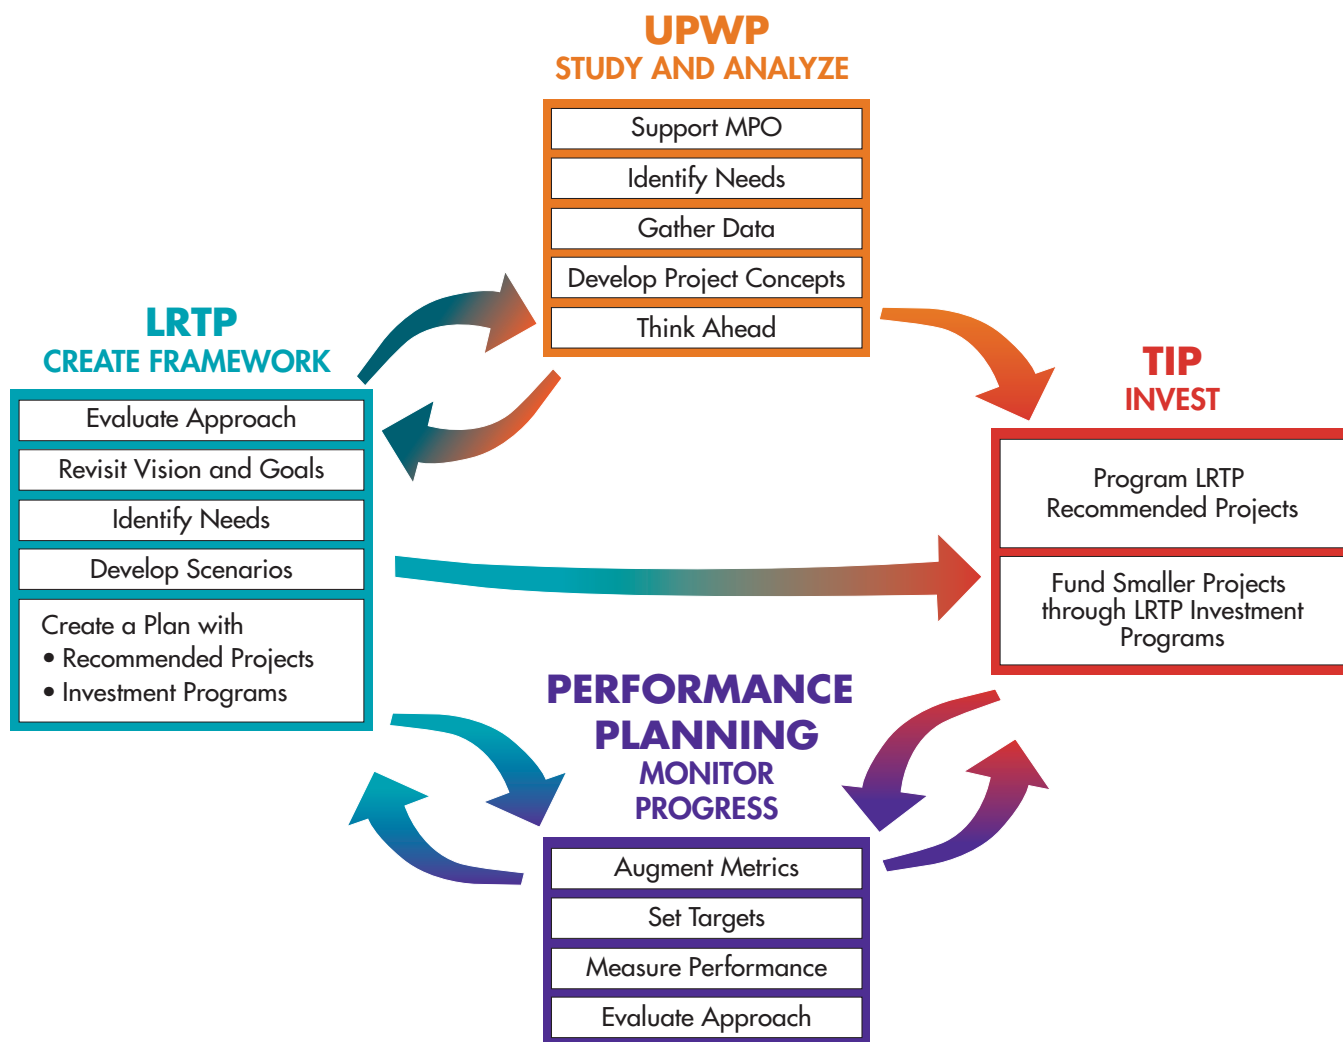 UPWP
STUDY AND ANALYZE
Support MPO
Identify Needs
Gather Data
Develop Project Concepts
Think Ahead
LRTP
CREATE FRAMEWORK
Evaluate Approach
Revisit Vision and Goals
Identify Needs
Develop Scenarios
Create a Plan with
• Recommended Projects
• Investment Programs
TIP
INVEST
Program LRTP
Recommended Projects
Fund Smaller Projects
through LRTP Investment
Programs
PERFORMANCE
PLANNING
MONITOR
PROGRESS
Augment Metrics
Set Targets
Measure Performance
Evaluate Approach